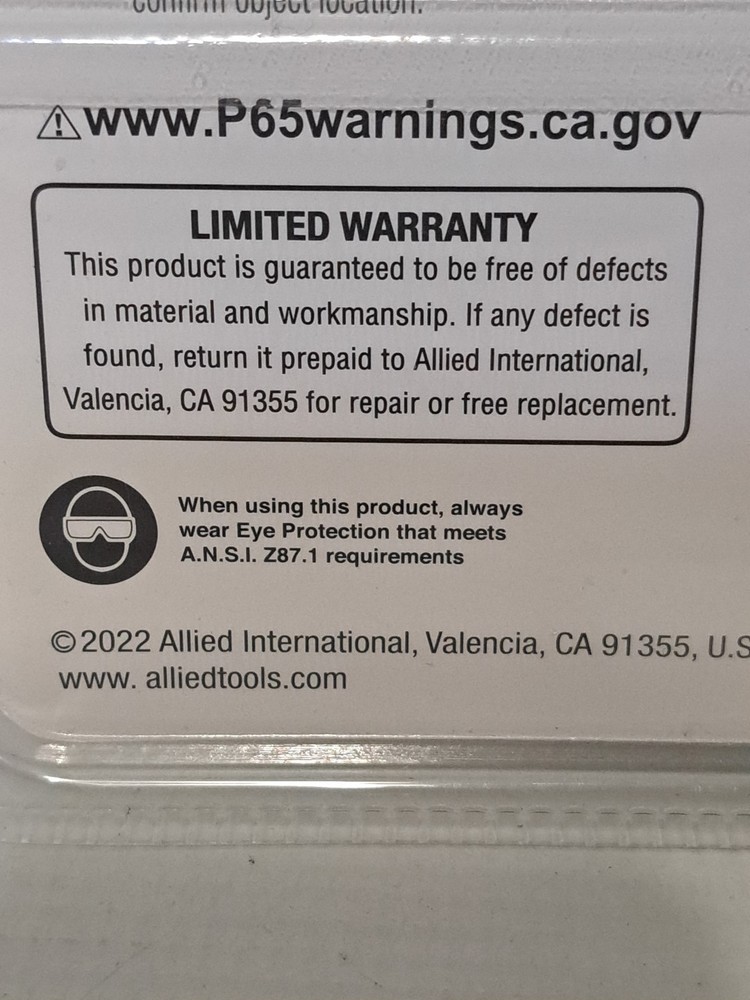 confirm object location.
⚠www.P65warnings.ca.gov
LIMITED WARRANTY
This product is guaranteed to be free of defects
in material and workmanship. If any defect is
found, return it prepaid to Allied International,
Valencia, CA 91355 for repair or free replacement.
When using this product, always
wear Eye Protection that meets
A.N.S.I. Z87.1 requirements
©2022 Allied International, Valencia, CA 91355, U.S
www. alliedtools.com